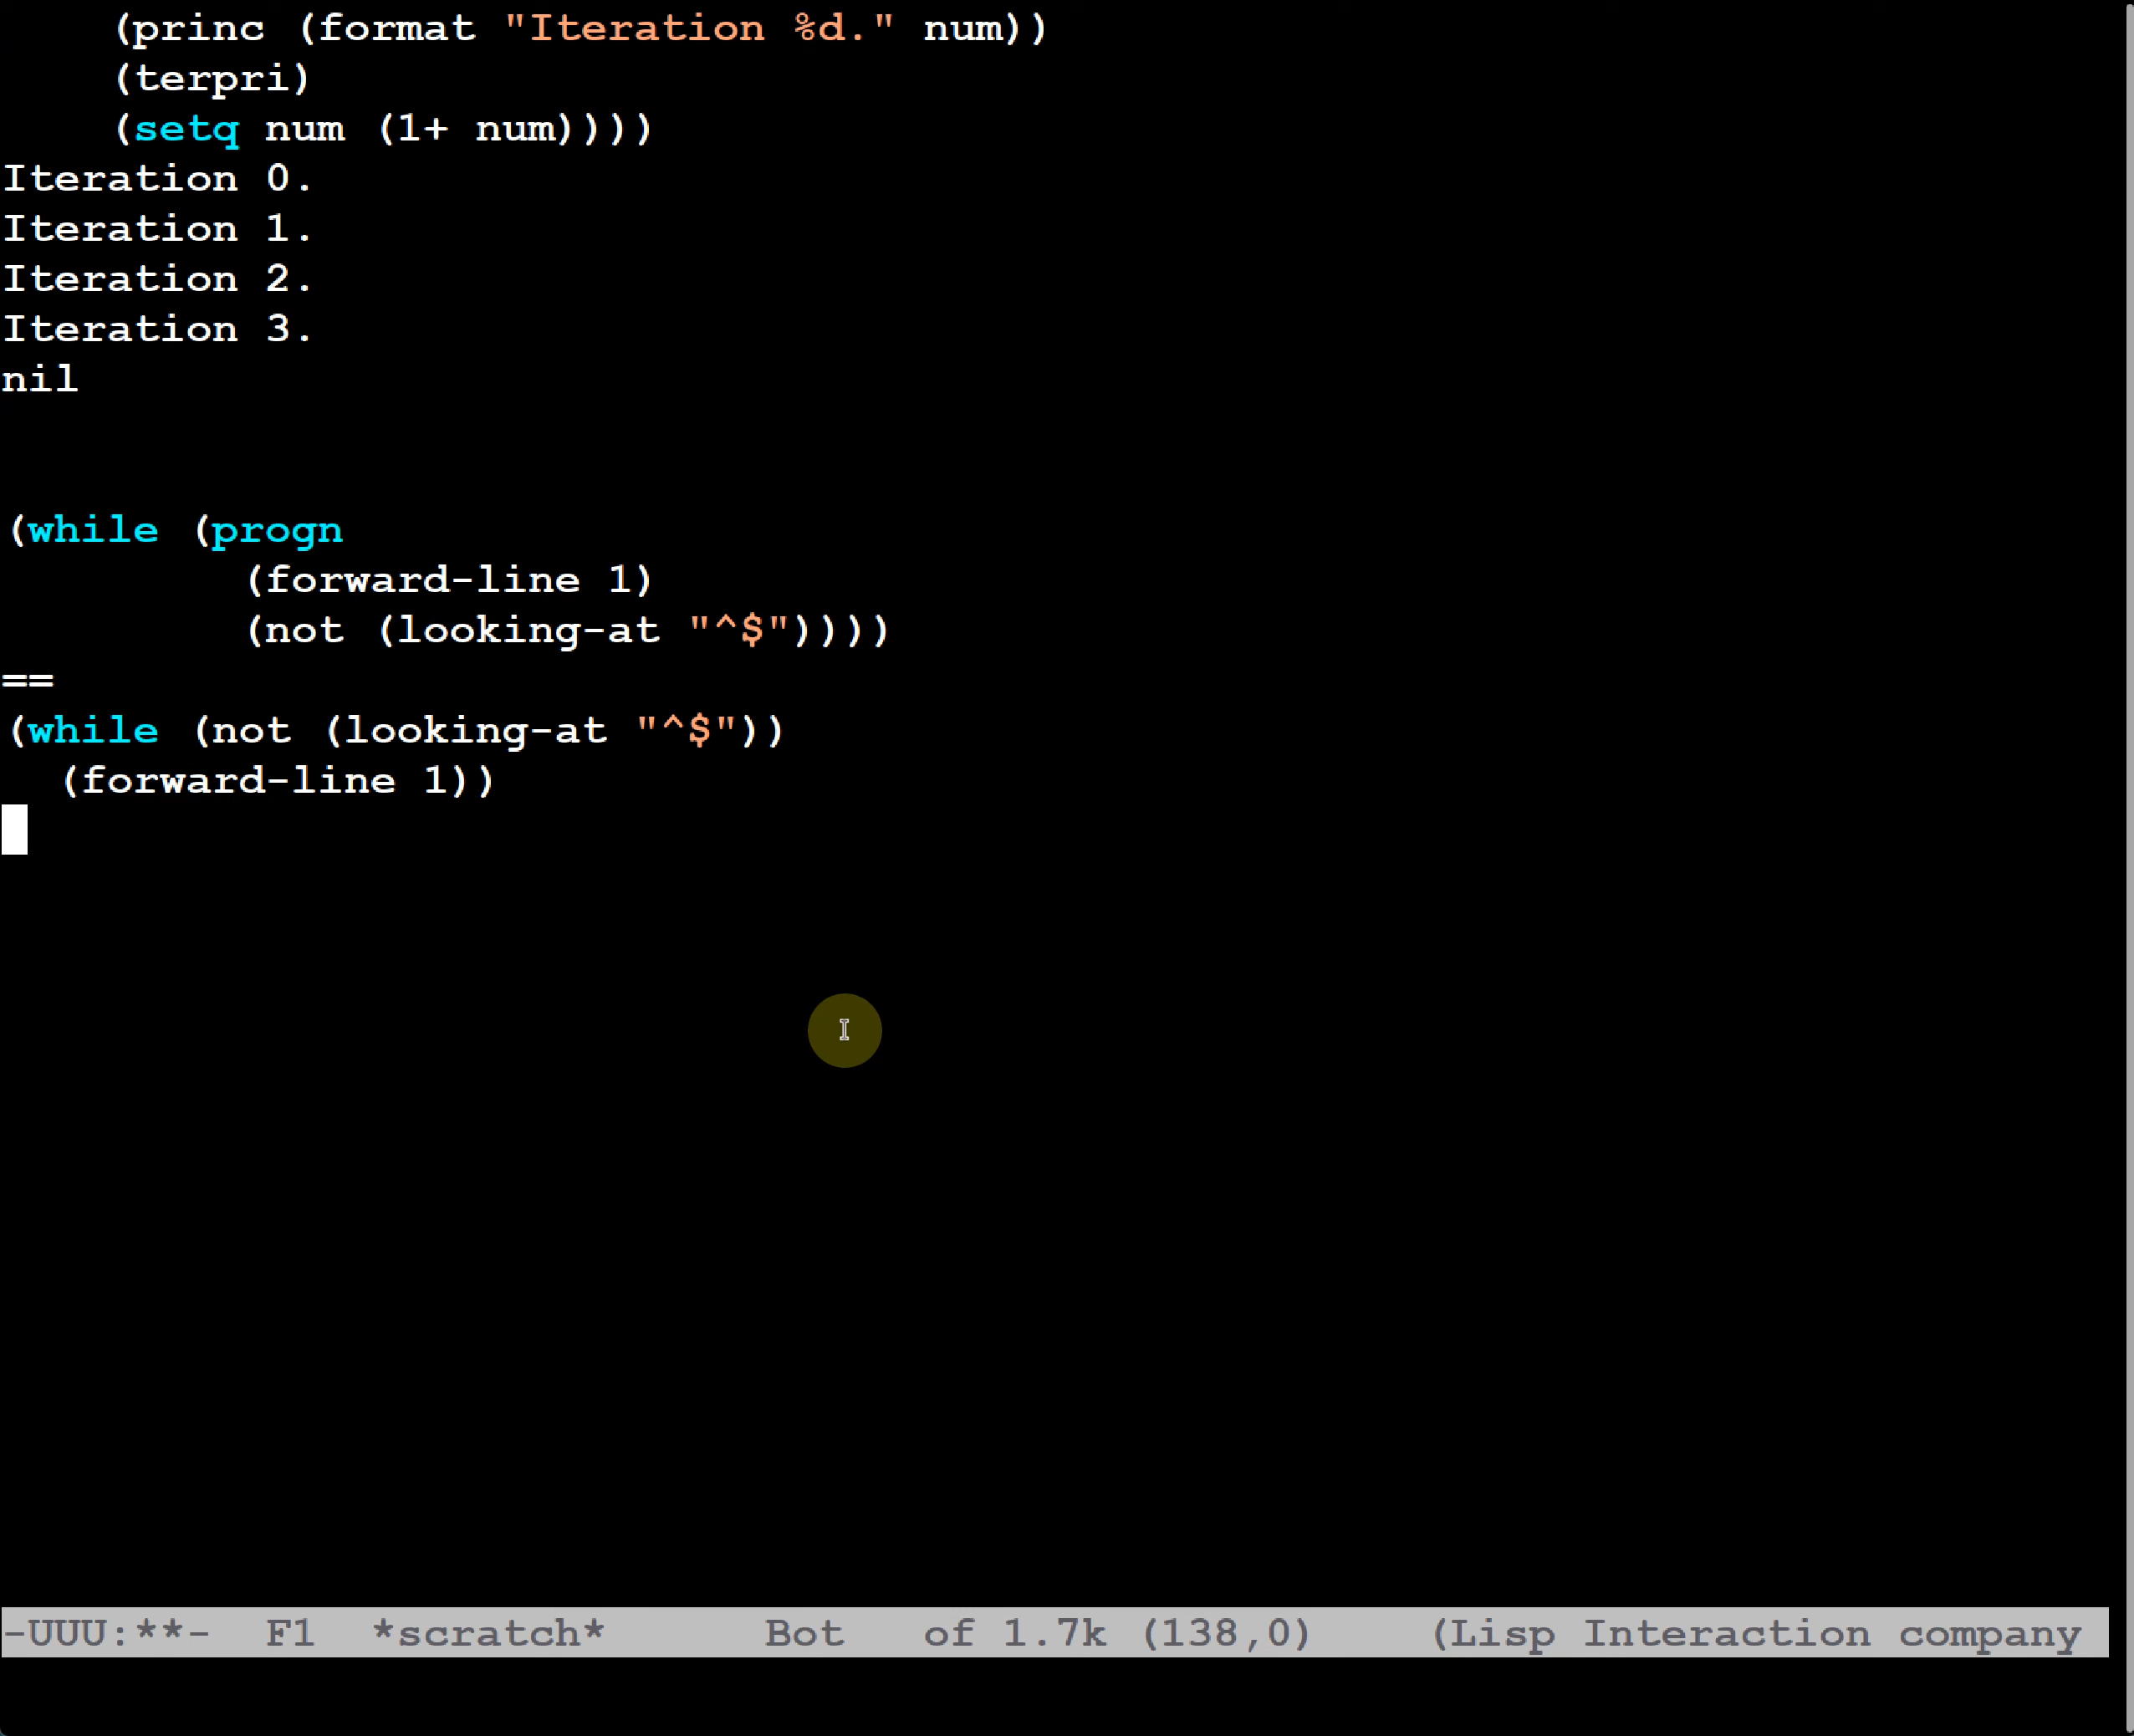 (princ (format "Iteration %d." num))
    (terpri)
    (setq num (1+ num))))
Iteration 0.
Iteration 1.
Iteration 2.
Iteration 3.
nil
(while (progn
         (forward-line 1)
         (not (looking-at "^$"))))
==
(while (not (looking-at "^$"))
  (forward-line 1))
-UUU:**-  F1  *scratch*      Bot   of 1.7k (138,0)    (Lisp Interaction company